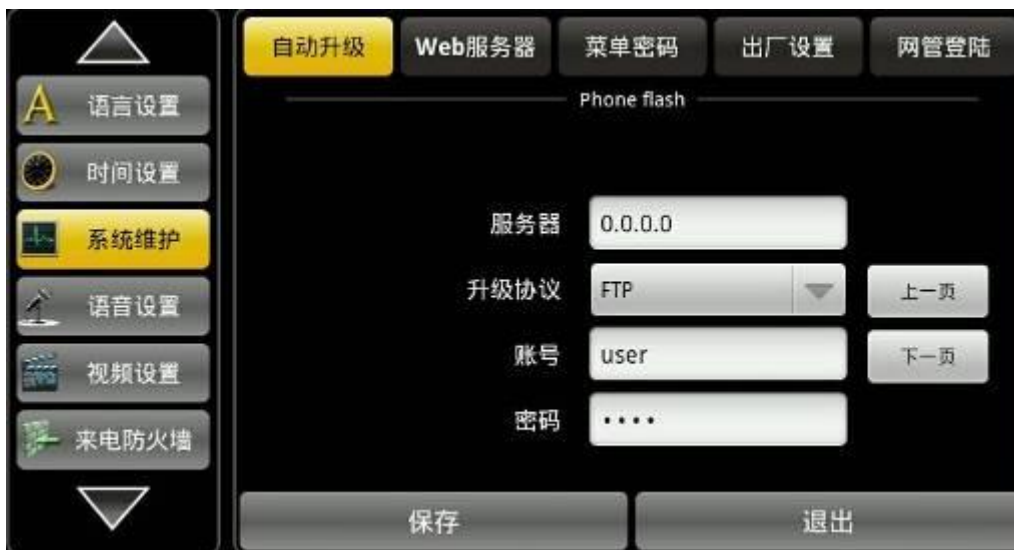 自动升级 Web服务器 菜单密码 出厂设置 网管登陆
Phone flash
语言设置
时间设置
系统维护
语音设置
视频设置
来电防火墙
服务器 0.0.0.0
升级协议 FTP 上一页
账号 user 下一页
密码 ····
保存 退出